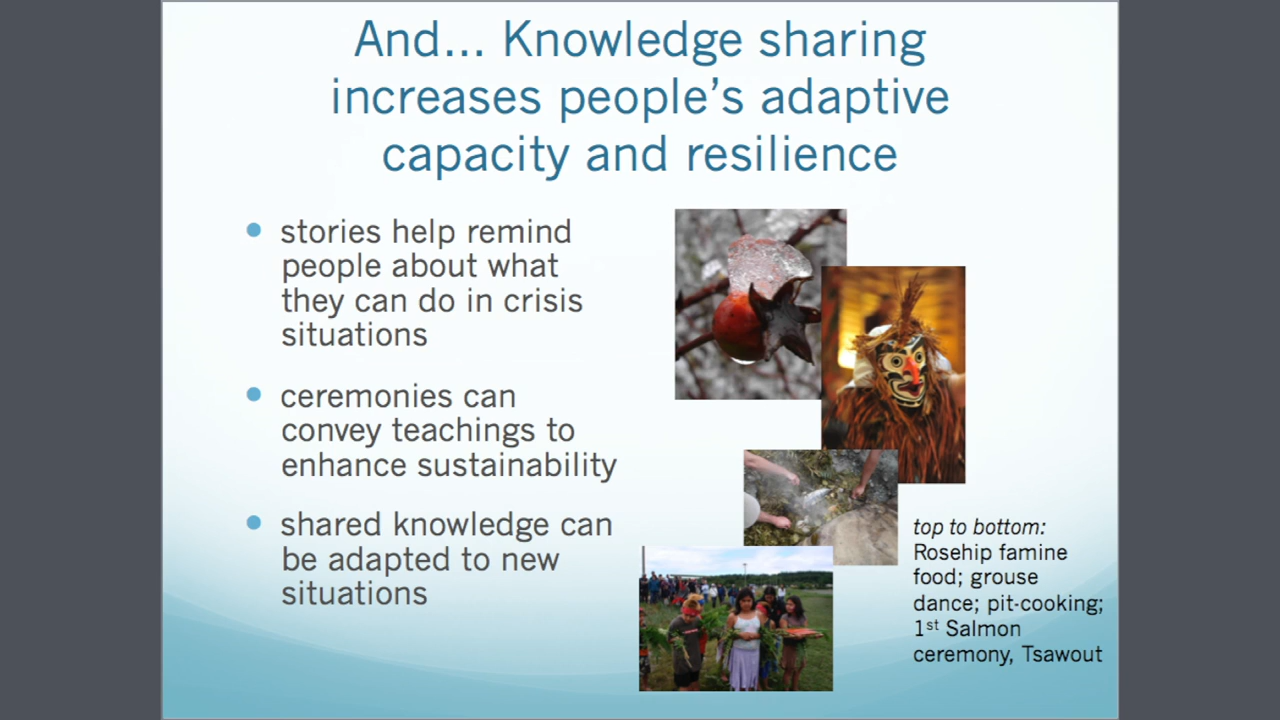 And... Knowledge sharing
increases people's adaptive
capacity and resilience
• stories help remind
people about what
they can do in crisis
situations
• ceremonies can
convey teachings to
enhance sustainability
• shared knowledge can
be adapted to new
situations
top to bottom:
Rosehip famine
food; grouse
dance; pit-cooking;
1st Salmon
ceremony, Tsawout